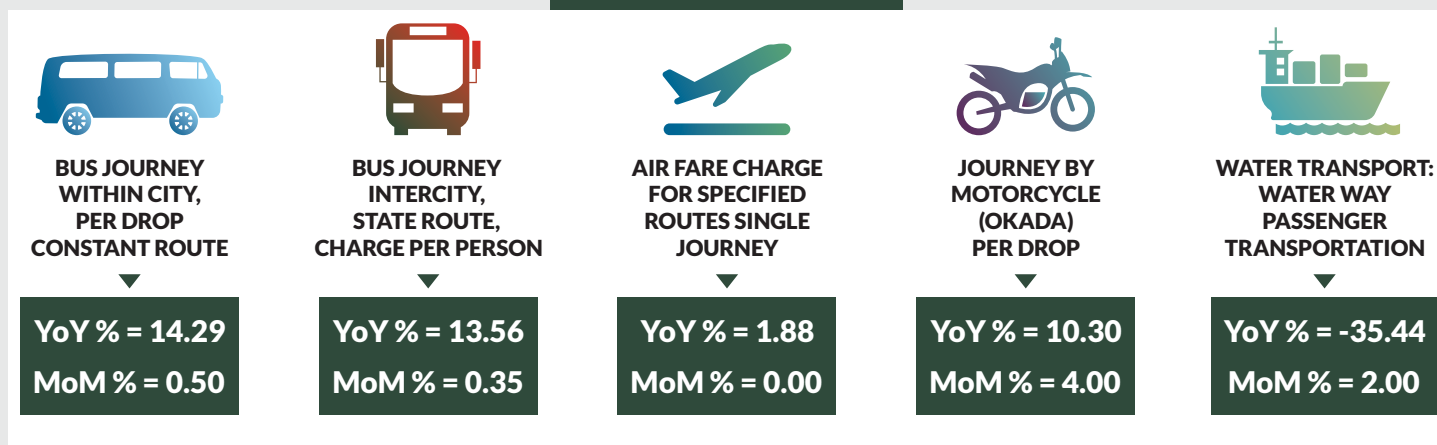 BUS JOURNEY
WITHIN CITY,
PER DROP
CONSTANT ROUTE
YoY % = 14.29
MoM % = 0.50
BUS JOURNEY
INTERCITY,
STATE ROUTE,
CHARGE PER PERSON
YoY % = 13.56
MoM % = 0.35
AIR FARE CHARGE
FOR SPECIFIED
ROUTES SINGLE
JOURNEY
YoY % = 1.88
MoM % = 0.00
JOURNEY BY
MOTORCYCLE
(OKADA)
PER DROP
YoY % = 10.30
MoM % = 4.00
WATER TRANSPORT:
WATER WAY
PASSENGER
TRANSPORTATION
YoY % = -35.44
MoM % = 2.00